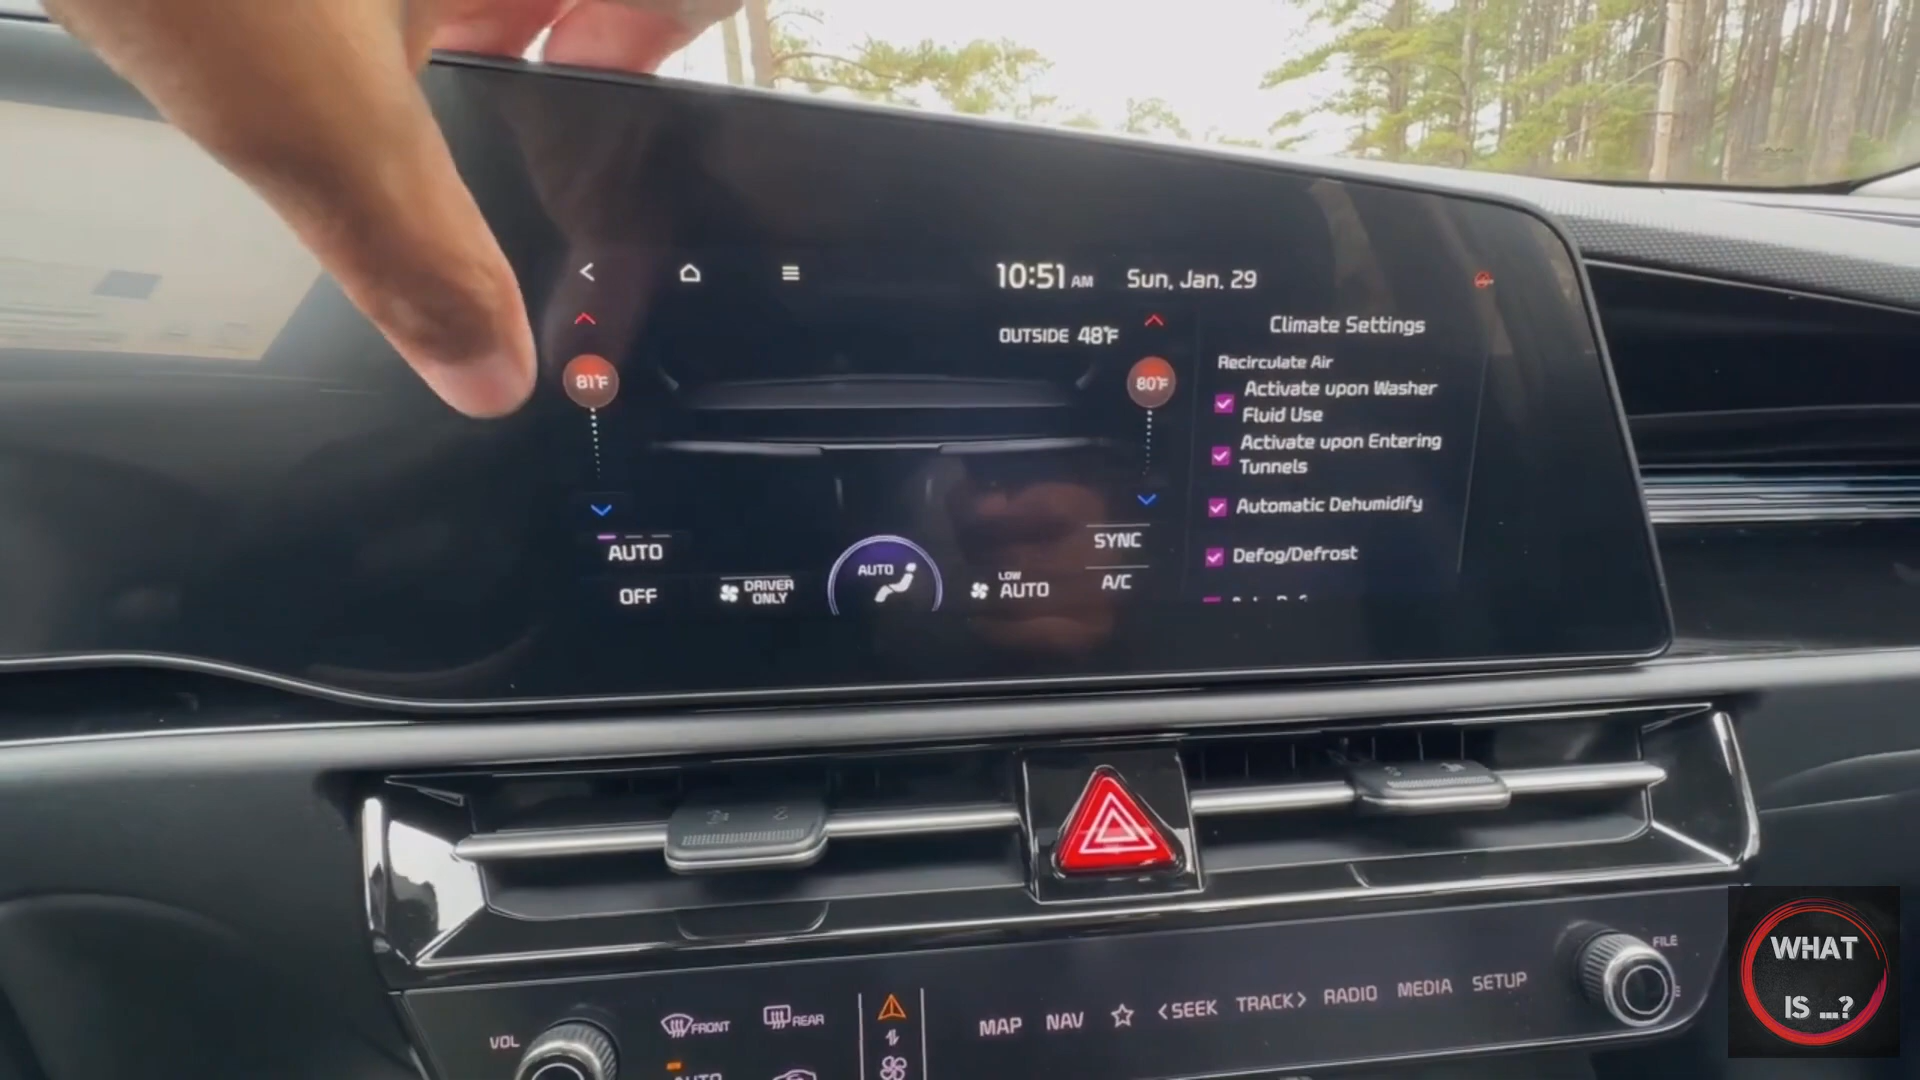 10:51 AM
Sun, Jan. 29
OUTSIDE 48°F
81°F
80°F
Climate Settings
Recirculate Air
Activate upon Washer
Fluid Use
Activate upon Entering
Tunnels
Automatic Dehumidify
Defog/Defrost
AUTO
OFF
DRIVER
ONLY
AUTO
LOW
AUTO
SYNC
A/C
VOL
FRONT
REAR
AUTO
MAP
NAV
SEEK
TRACK
RADIO
MEDIA
SETUP
FILE
WHAT
IS ...?